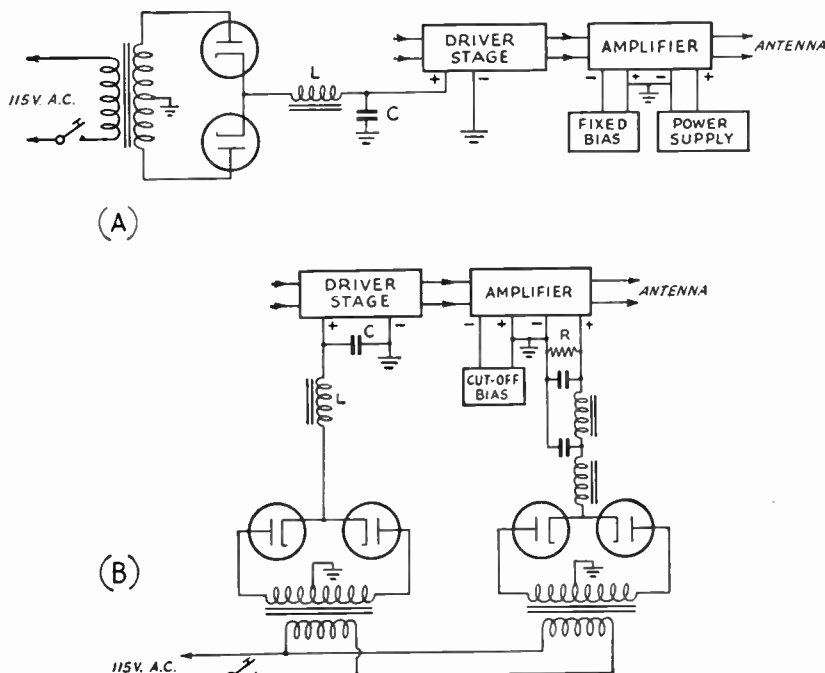 115V. A.C.
L
C
DRIVER
STAGE
+ -
AMPLIFIER
- + - +
ANTENNA
FIXED
BIAS
POWER
SUPPLY
(A)
DRIVER
STAGE
+ -
C
L
AMPLIFIER
- + - +
ANTENNA
R
CUT-OFF
BIAS
(B)
115V. A.C.